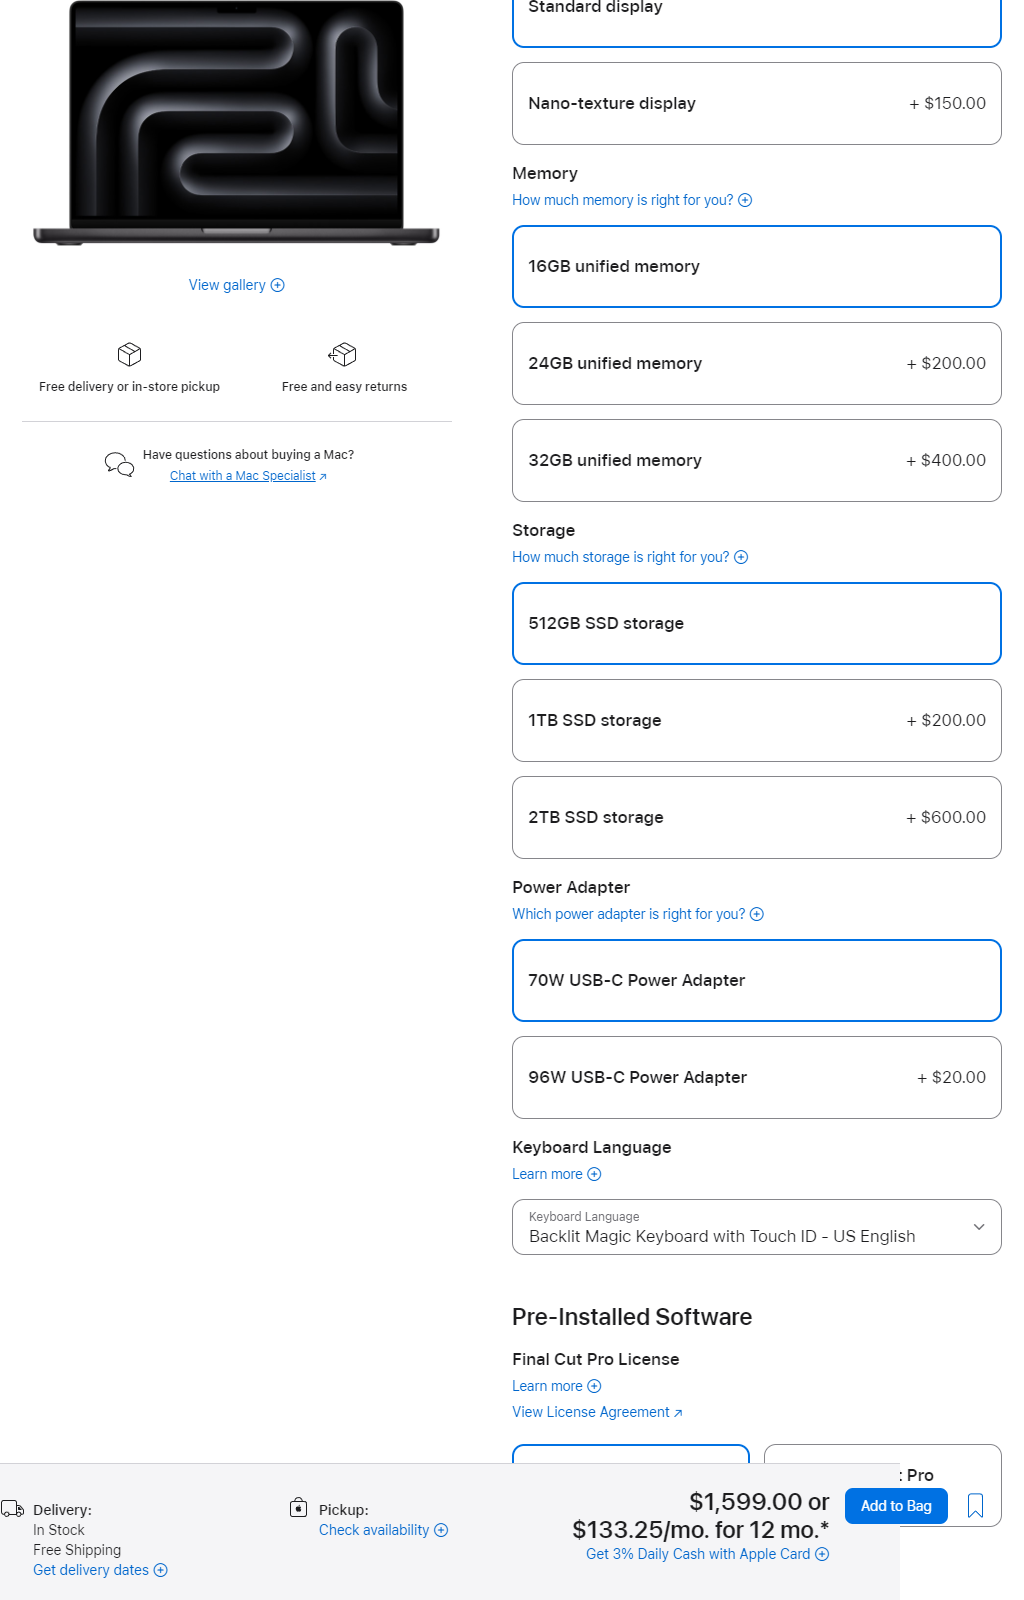 Standard display
Nano-texture display + $150.00
Memory
How much memory is right for you?
16GB unified memory
24GB unified memory + $200.00
32GB unified memory + $400.00
View gallery
Free delivery or in-store pickup
Free and easy returns
Have questions about buying a Mac?
Chat with a Mac Specialist
Storage
How much storage is right for you?
512GB SSD storage
1TB SSD storage + $200.00
2TB SSD storage + $600.00
Power Adapter
Which power adapter is right for you?
70W USB-C Power Adapter
96W USB-C Power Adapter + $20.00
Keyboard Language
Learn more
Keyboard Language
Backlit Magic Keyboard with Touch ID - US English
Pre-Installed Software
Final Cut Pro License
Learn more
View License Agreement
Pro
Delivery:
In Stock
Free Shipping
Get delivery dates
Pickup:
Check availability
$1,599.00 or
$133.25/mo. for 12 mo.*
Get 3% Daily Cash with Apple Card
Add to Bag